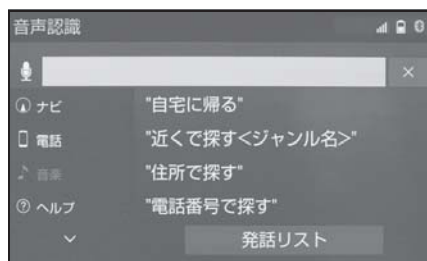 音声認識
ナビ
"自宅に帰る"
電話
"近くで探す<ジャンル名>"
音楽
"住所で探す"
ヘルプ
"電話番号で探す"
発話リスト